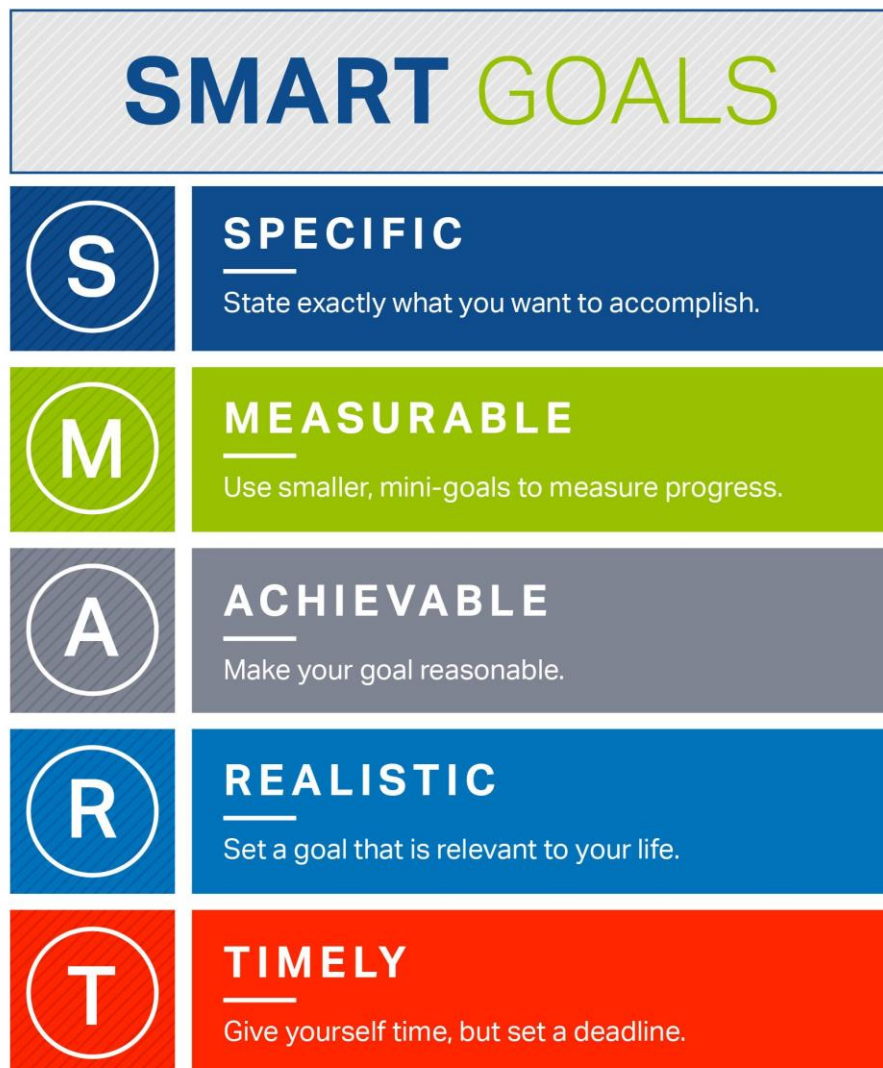 SMART GOALS
S
SPECIFIC
State exactly what you want to accomplish.
M
MEASURABLE
Use smaller, mini-goals to measure progress.
A
ACHIEVABLE
Make your goal reasonable.
R
REALISTIC
Set a goal that is relevant to your life.
T
TIMELY
Give yourself time, but set a deadline.